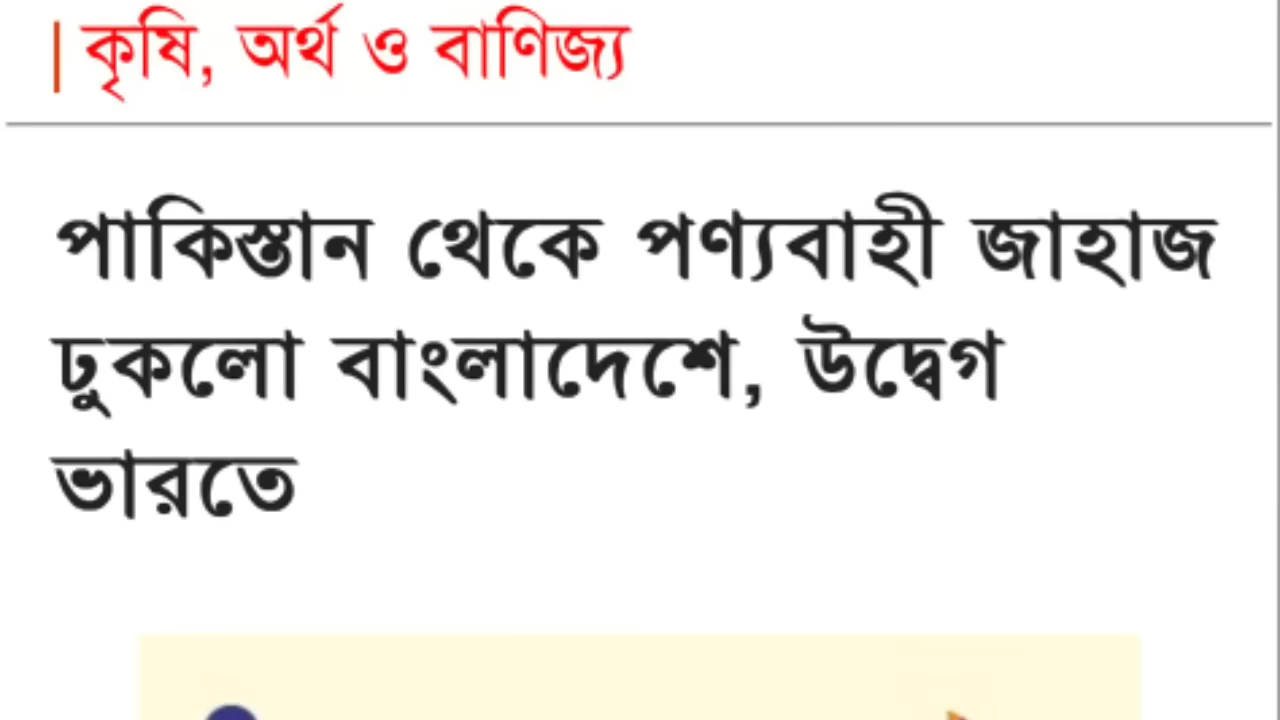 কৃষি, অর্থ ও বাণিজ্য
পাকিস্তান থেকে পণ্যবাহী জাহাজ
ঢুকলো বাংলাদেশে, উদ্বেগ
ভারতে